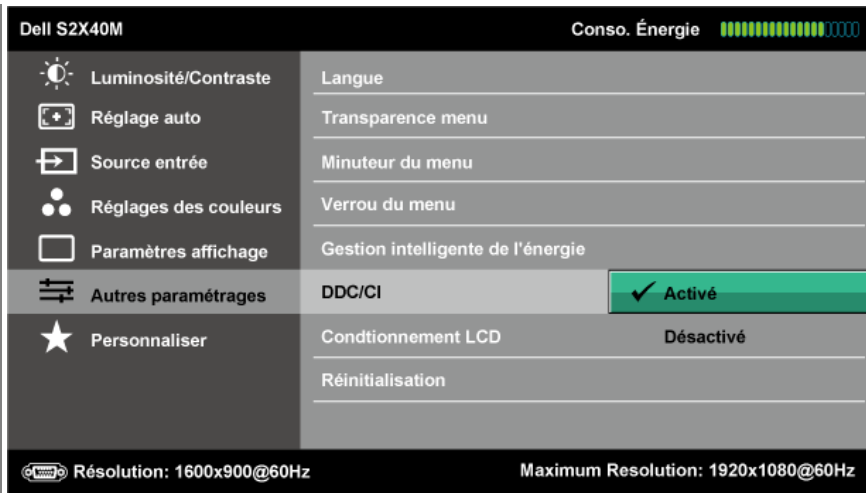 Dell S2X40M Conso. Énergie
Luminosité/Contraste Langue
Réglage auto Transparence menu
Source entrée Minuteur du menu
Réglages des couleurs Verrou du menu
Paramètres affichage Gestion intelligente de l'énergie
Autres paramétrages DDC/CI Activé
Personnaliser Condtionnement LCD Désactivé
Réinitialisation
Résolution: 1600x900@60Hz Maximum Resolution: 1920x1080@60Hz